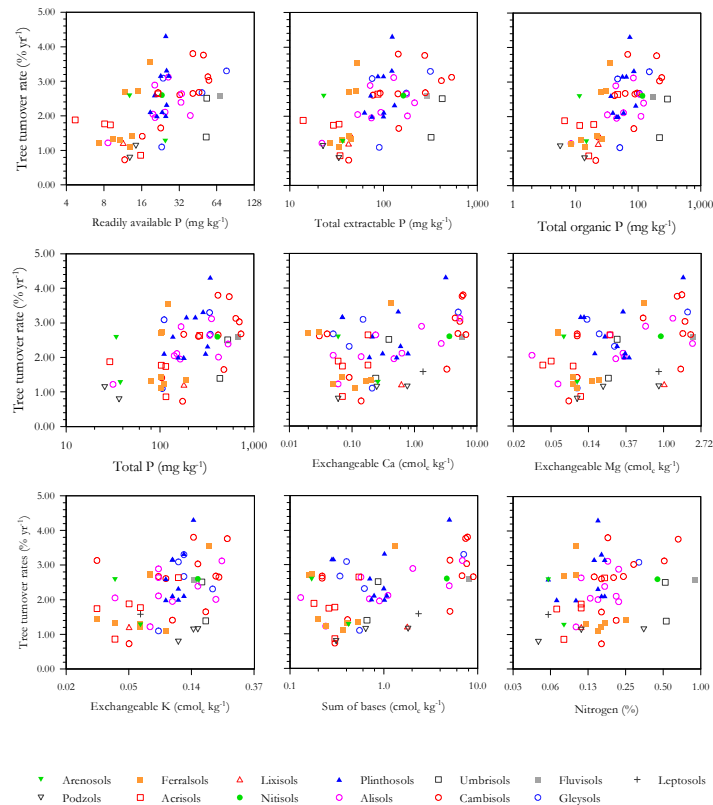 Tree turnover rate (% yr-1)
5.00
4.00
3.00
2.00
1.00
0.00
4 8 16 32 64 128
Readily available P (mg kg-1)
10 100 1,000
Total extractable P (mg kg-1)
1 10 100 1,000
Total organic P (mg kg-1)
Tree turnover rate (% yr-1)
5.00
4.00
3.00
2.00
1.00
0.00
10 100 1,000
Total P (mg kg-1)
0.01 0.10 1.00 10.00
Exchangeable Ca (cmolc kg-1)
0.02 0.05 0.14 0.37 1.00 2.72
Exchangeable Mg (cmolc kg-1)
Tree turnover rates (% yr-1)
5.00
4.00
3.00
2.00
1.00
0.00
0.02 0.05 0.14 0.37
Exchangeable K (cmolc kg-1)
0.1 1.0 10.0
Sum of bases (cmolc kg-1)
0.03 0.06 0.13 0.25 0.50 1.00
Nitrogen (%)
Arenosols Ferralsols Lixisols Plinthosols Umbrisols Fluvisols Leptosols
Podzols Acrisols Nitisols Alisols Cambisols Gleysols